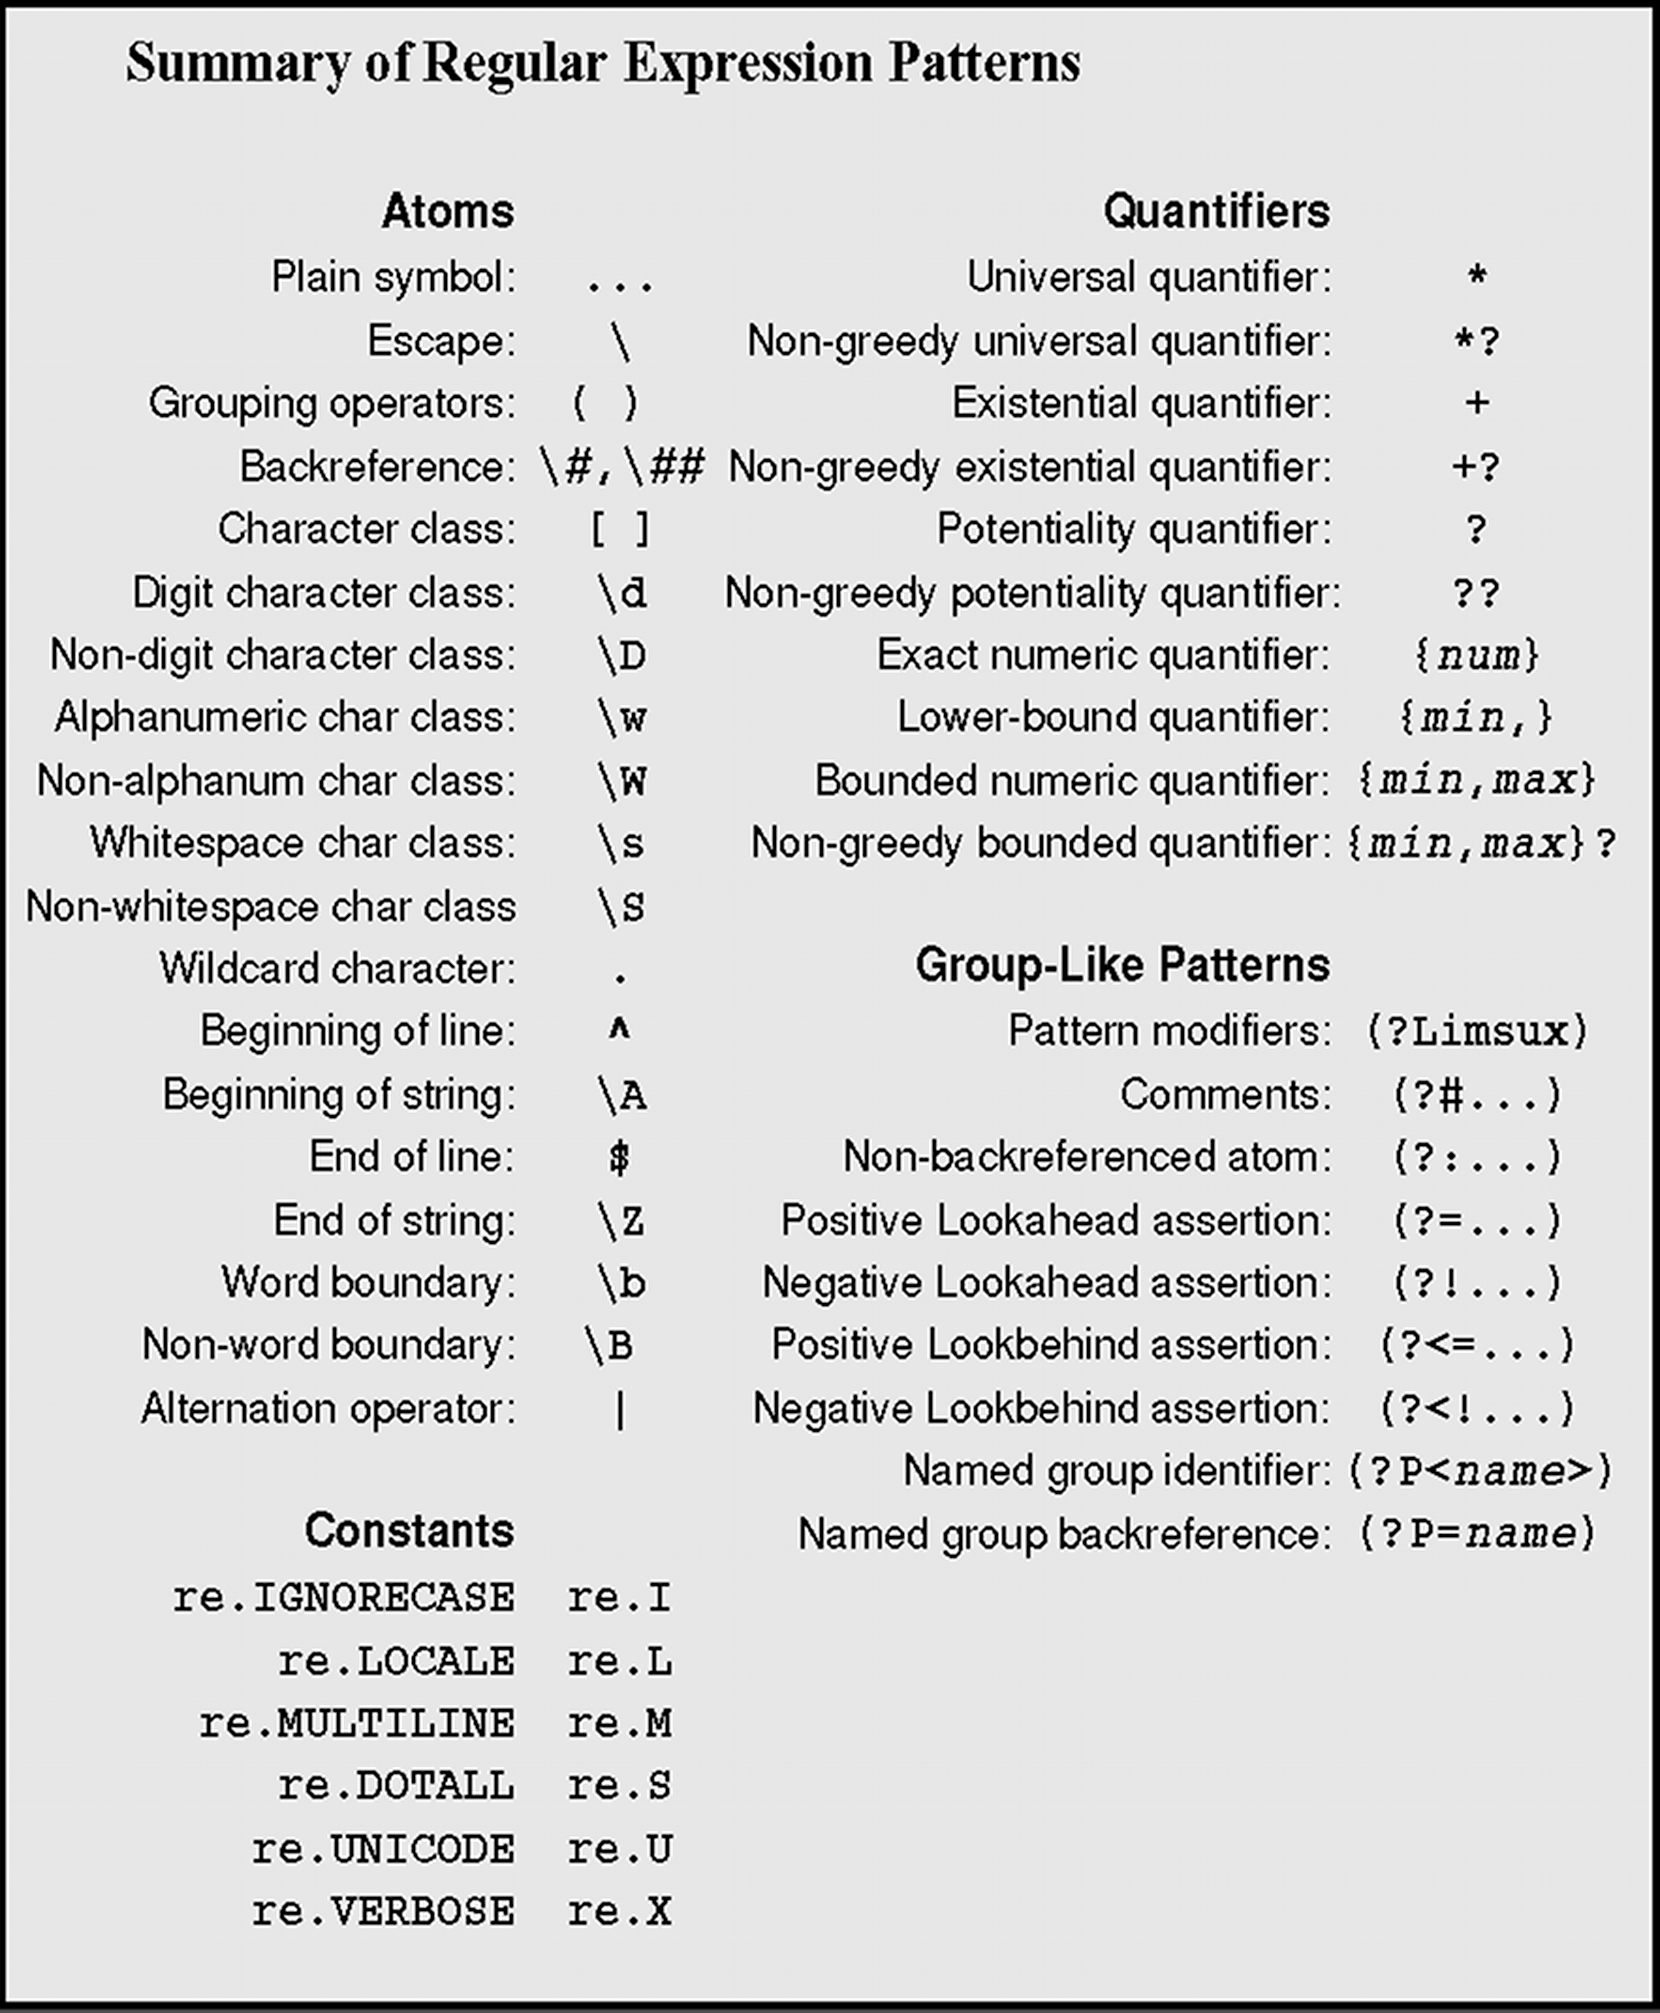 Summary of Regular Expression Patterns
Atoms
Plain symbol: ...
Escape: \
Grouping operators: ( )
Backreference: \#,\##
Character class: [ ]
Digit character class: \d
Non-digit character class: \D
Alphanumeric char class: \w
Non-alphanum char class: \W
Whitespace char class: \s
Non-whitespace char class \S
Wildcard character: .
Beginning of line: ^
Beginning of string: \A
End of line: $
End of string: \Z
Word boundary: \b
Non-word boundary: \B
Alternation operator: |
Constants
re.IGNORECASE re.I
re.LOCALE re.L
re.MULTILINE re.M
re.DOTALL re.S
re.UNICODE re.U
re.VERBOSE re.X
Quantifiers
Universal quantifier: *
Non-greedy universal quantifier: *?
Existential quantifier: +
Non-greedy existential quantifier: +?
Potentiality quantifier: ?
Non-greedy potentiality quantifier: ??
Exact numeric quantifier: {num}
Lower-bound quantifier: {min,}
Bounded numeric quantifier: {min,max}
Non-greedy bounded quantifier: {min,max}?
Group-Like Patterns
Pattern modifiers: (?Limsux)
Comments: (?#...)
Non-backreferenced atom: (?:...)
Positive Lookahead assertion: (?=...)
Negative Lookahead assertion: (?!...)
Positive Lookbehind assertion: (?<=...)
Negative Lookbehind assertion: (?<!...)
Named group identifier: (?P<name>)
Named group backreference: (?P=name)